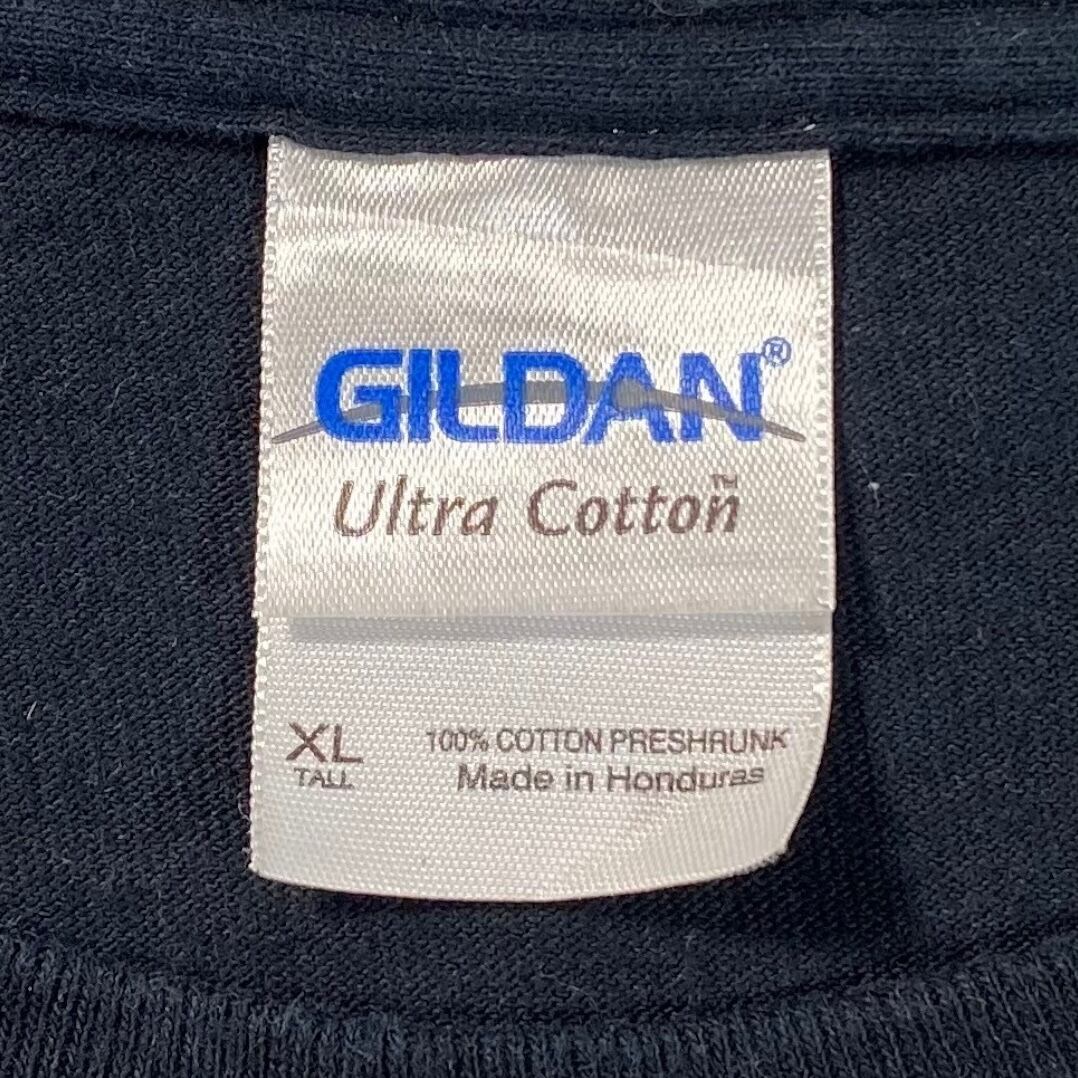 GILDAN®
Ultra Cotton™
XL
TALL
100% COTTON PRESHRUNK
Made in Honduras